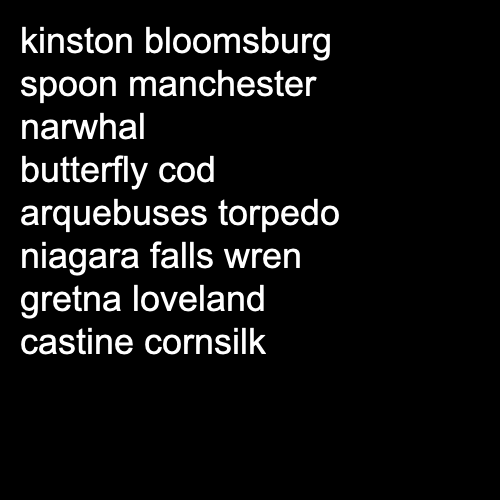 kinston bloomsburg
spoon manchester
narwhal
butterfly cod
arquebuses torpedo
niagara falls wren
gretna loveland
castine cornsilk